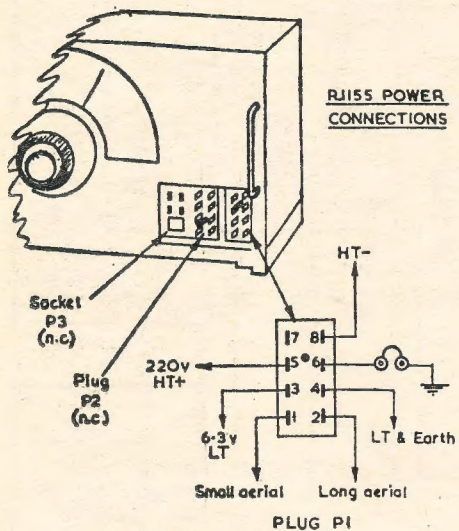 R1155 POWER
CONNECTIONS
HT-
Socket
P3
(n.c)
Plug
P2
(n.c)
7 8
220v
HT+
5 6
3 4
6·3v
LT
1 2
LT & Earth
Small aerial
Long aerial
PLUG P1